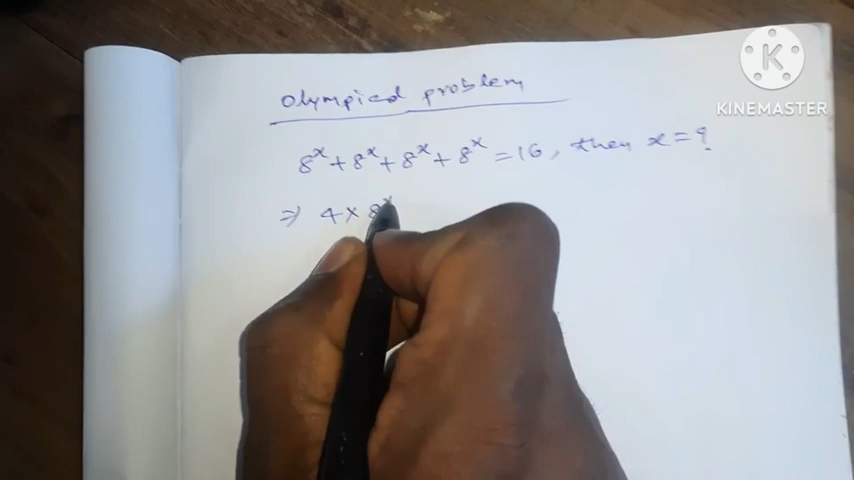 Olympiad problem
8^x + 8^x + 8^x + 8^x = 16, then x = ?
⇒ 4 × 8^x
K
KINEMASTER